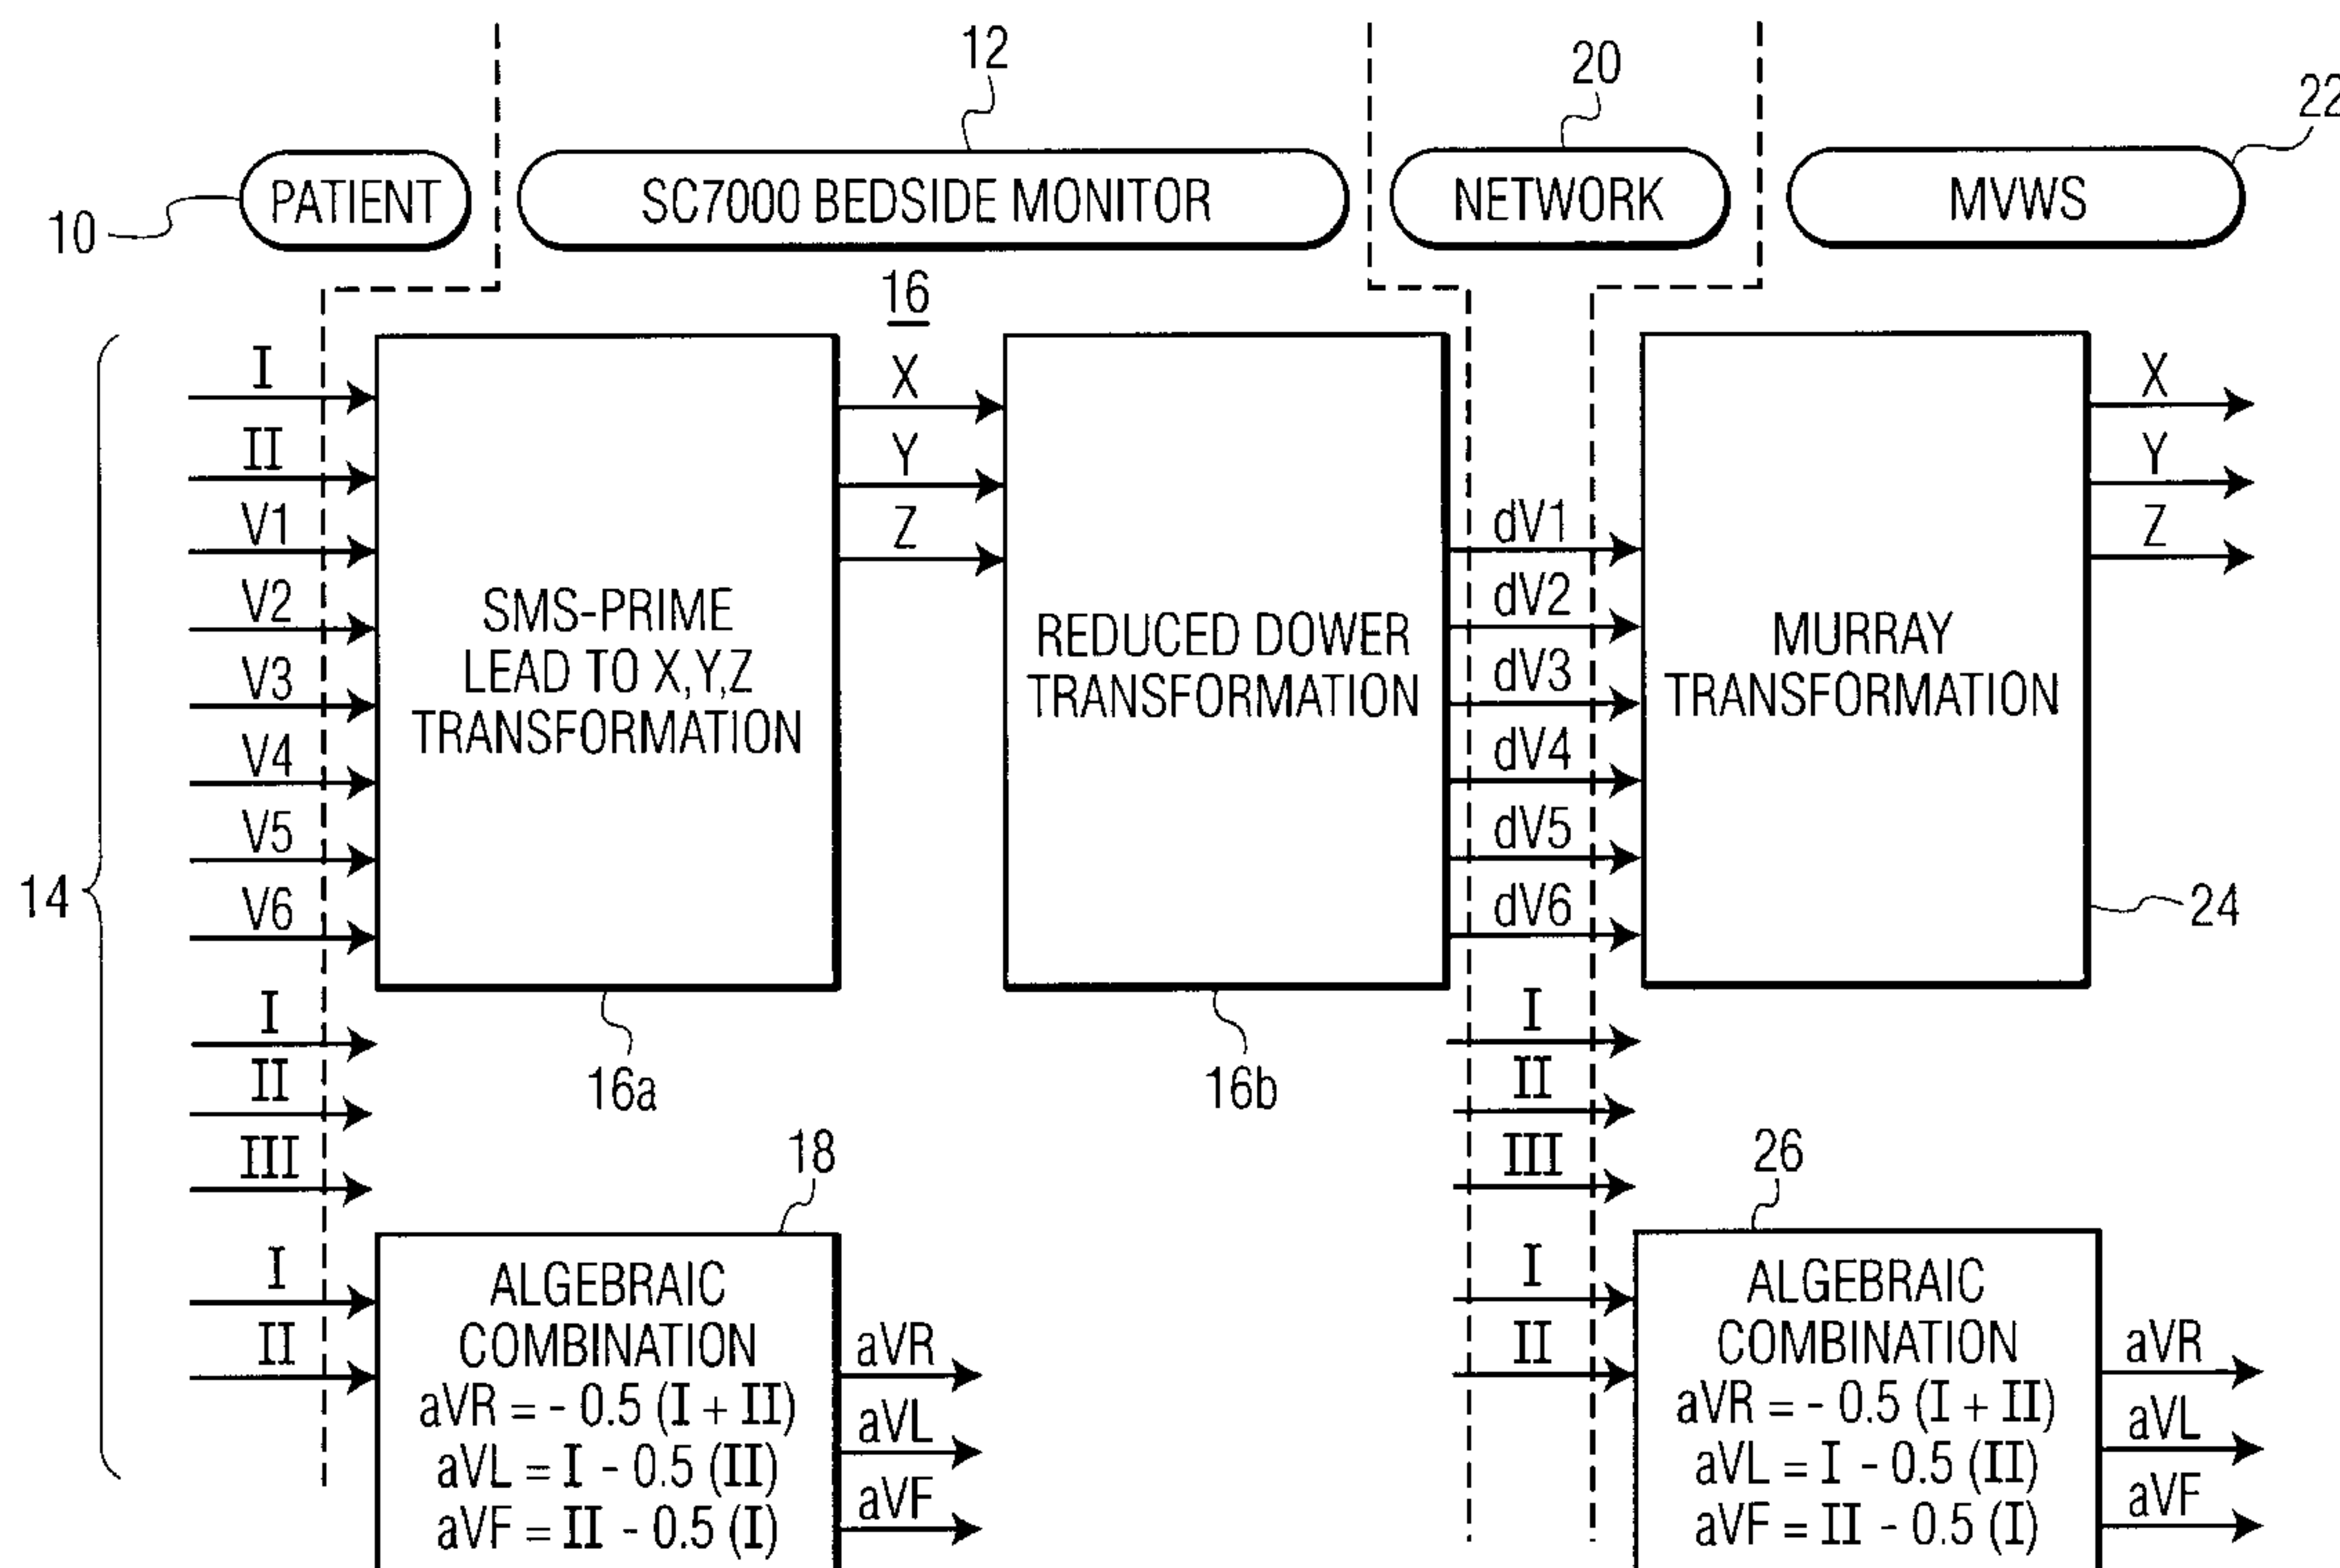 12
20
22
10
PATIENT
SC7000 BEDSIDE MONITOR
NETWORK
MVWS
16
I
II
V1
V2
V3
V4
V5
V6
14
SMS-PRIME
LEAD TO X,Y,Z
TRANSFORMATION
X
Y
Z
REDUCED DOWER
TRANSFORMATION
dV1
dV2
dV3
dV4
dV5
dV6
MURRAY
TRANSFORMATION
X
Y
Z
24
16a
16b
I
II
III
I
II
III
18
26
I
II
ALGEBRAIC
COMBINATION
aVR = - 0.5 (I + II)
aVL = I - 0.5 (II)
aVF = II - 0.5 (I)
aVR
aVL
aVF
I
II
ALGEBRAIC
COMBINATION
aVR = - 0.5 (I + II)
aVL = I - 0.5 (II)
aVF = II - 0.5 (I)
aVR
aVL
aVF